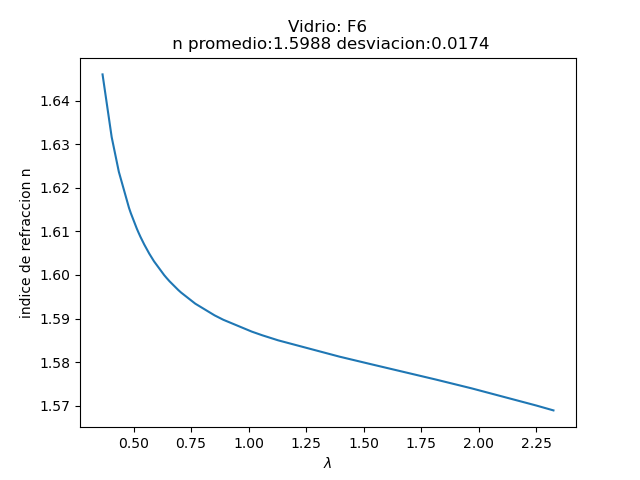 Vidrio: F6
n promedio:1.5988 desviacion:0.0174
indice de refraccion n
1.64
1.63
1.62
1.61
1.60
1.59
1.58
1.57
0.50 0.75 1.00 1.25 1.50 1.75 2.00 2.25
λ